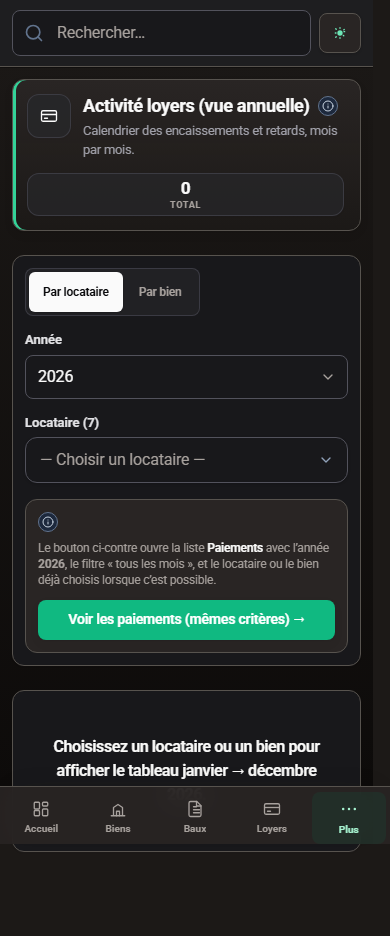 Rechercher...
Activité loyers (vue annuelle)
Calendrier des encaissements et retards, mois
par mois.
0
TOTAL
Par locataire
Par bien
Année
2026
Locataire (7)
— Choisir un locataire —
Le bouton ci-contre ouvre la liste Paiements avec l'année
2026, le filtre « tous les mois », et le locataire ou le bien
déjà choisis lorsque c'est possible.
Voir les paiements (mêmes critères) →
Choisissez un locataire ou un bien pour
afficher le tableau janvier → décembre
Accueil
Biens
Baux
Loyers
Plus